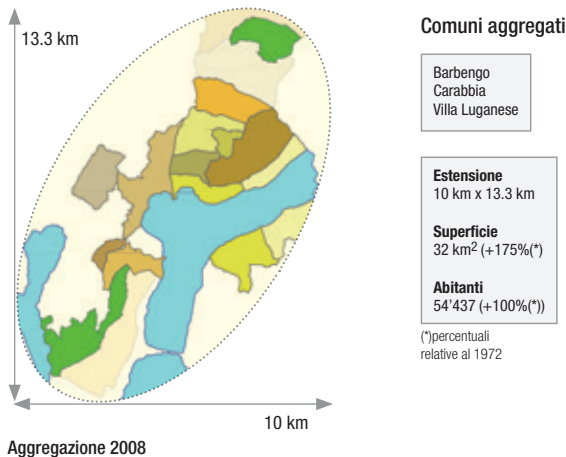 13.3 km
10 km
Aggregazione 2008
Comuni aggregati
Barbengo
Carabbia
Villa Luganese
Estensione
10 km x 13.3 km
Superficie
32 km² (+175%(*)
Abitanti
54'437 (+100%(*))
(*)percentuali
relative al 1972